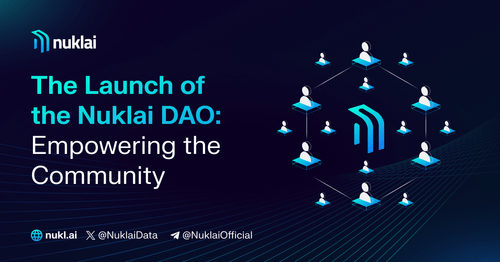 nuklai
The Launch of
the Nuklai DAO:
Empowering the
Community
nukl.ai @NuklaiData @NuklaiOfficial